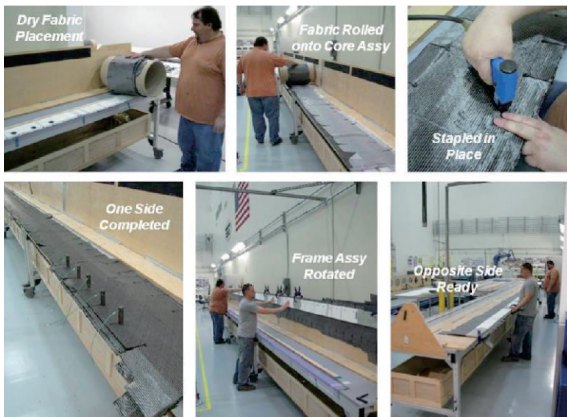 Dry Fabric
Placement
Fabric Rolled
onto Core Assy
Stapled in
Place
One Side
Completed
Frame Assy
Rotated
Opposite Side
Ready